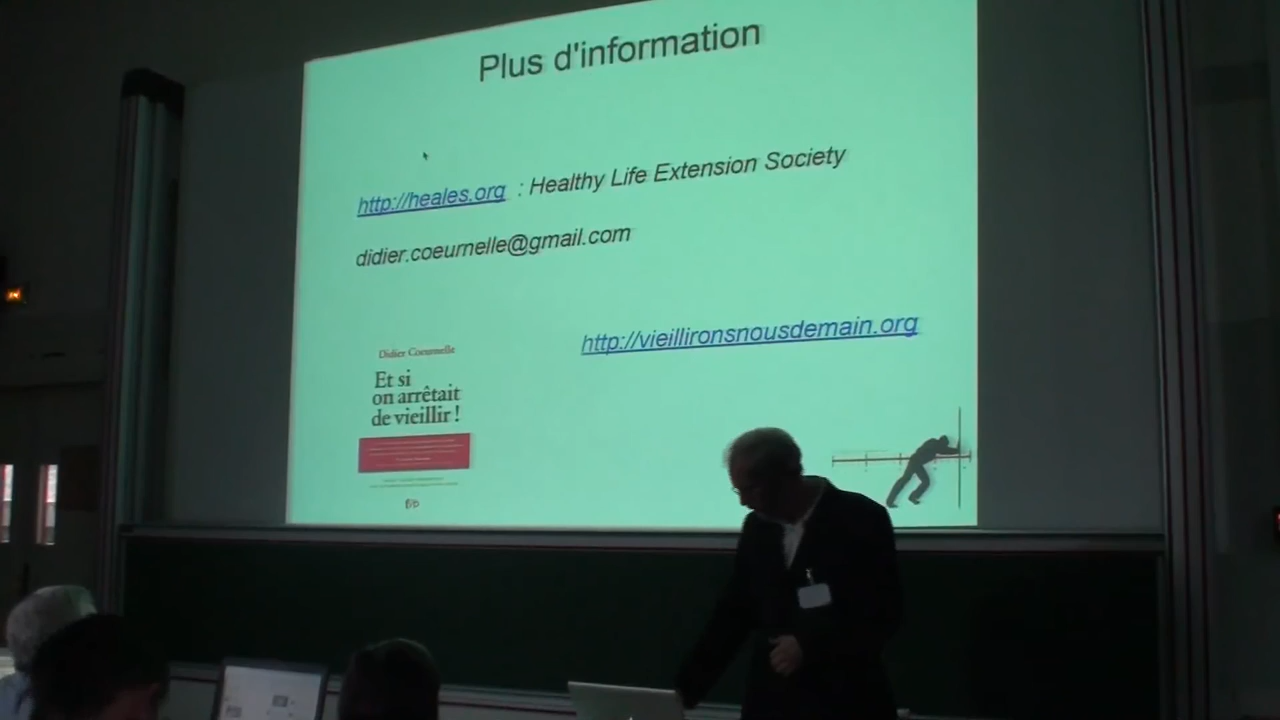 Plus d'information
http://heales.org : Healthy Life Extension Society
didier.coeurnelle@gmail.com
http://vieillironsnousdemain.org
Didier Coeurnelle
Et si
on arrêtait
de vieillir !